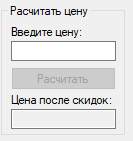 Расчитать цену
Введите цену:
Расчитать
Цена после скидок: